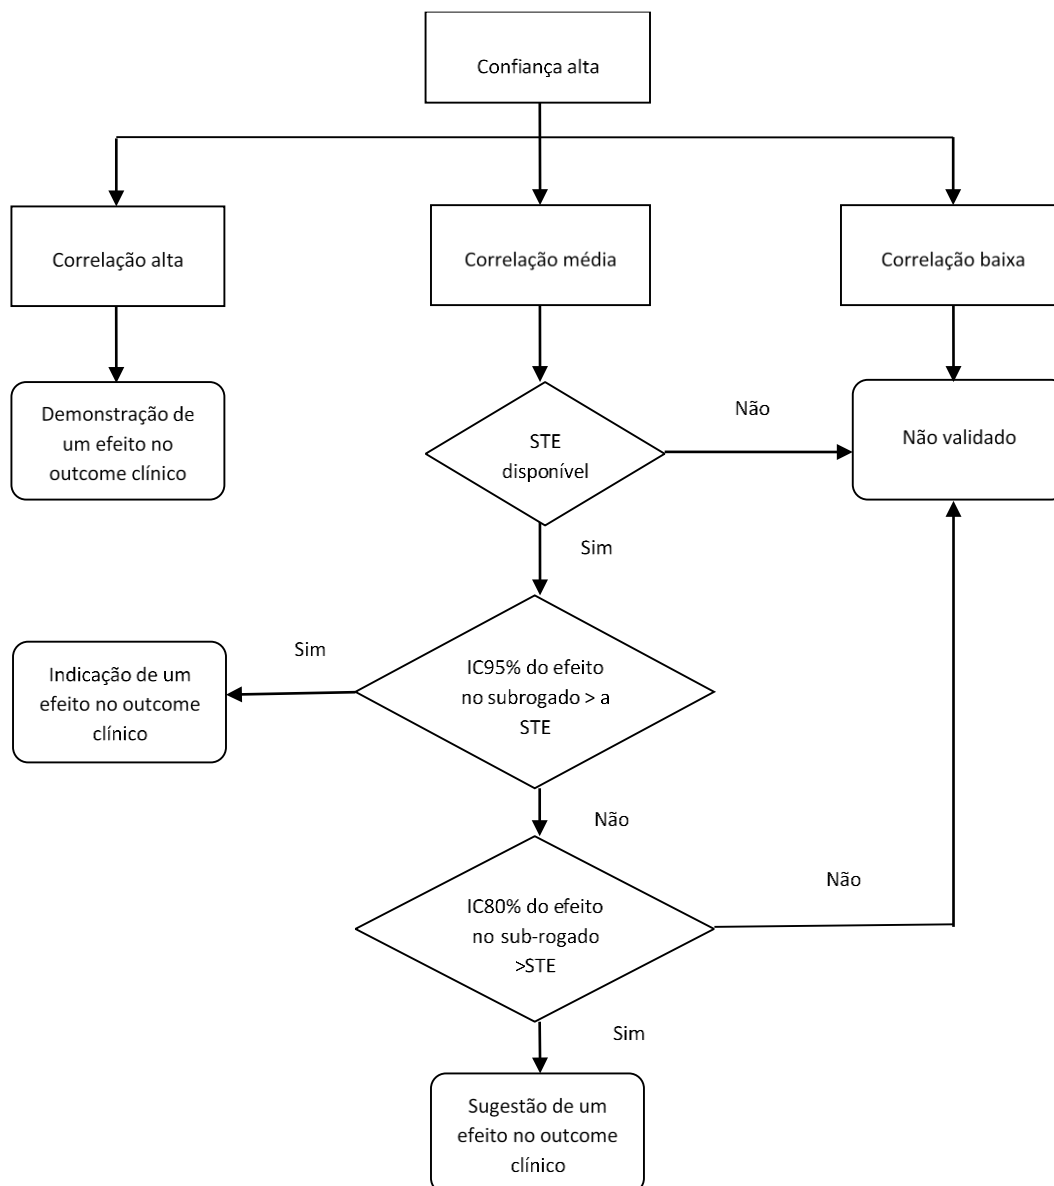 Confiança alta
Correlação alta
Correlação média
Correlação baixa
Demonstração de
um efeito no
outcome clínico
STE
disponível
Não
Não validado
Sim
Sim
Indicação de um
efeito no outcome
clínico
IC95% do efeito
no subrogado > a
STE
Não
IC80% do efeito
no sub-rogado
>STE
Não
Sim
Sugestão de um
efeito no outcome
clínico